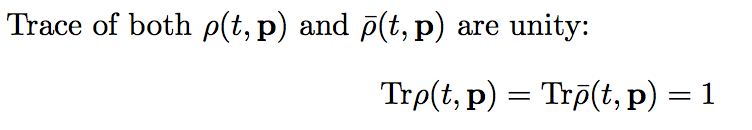 Trace of both ρ(t, p) and ρ̄(t, p) are unity:
Trρ(t, p) = Trρ̄(t, p) = 1